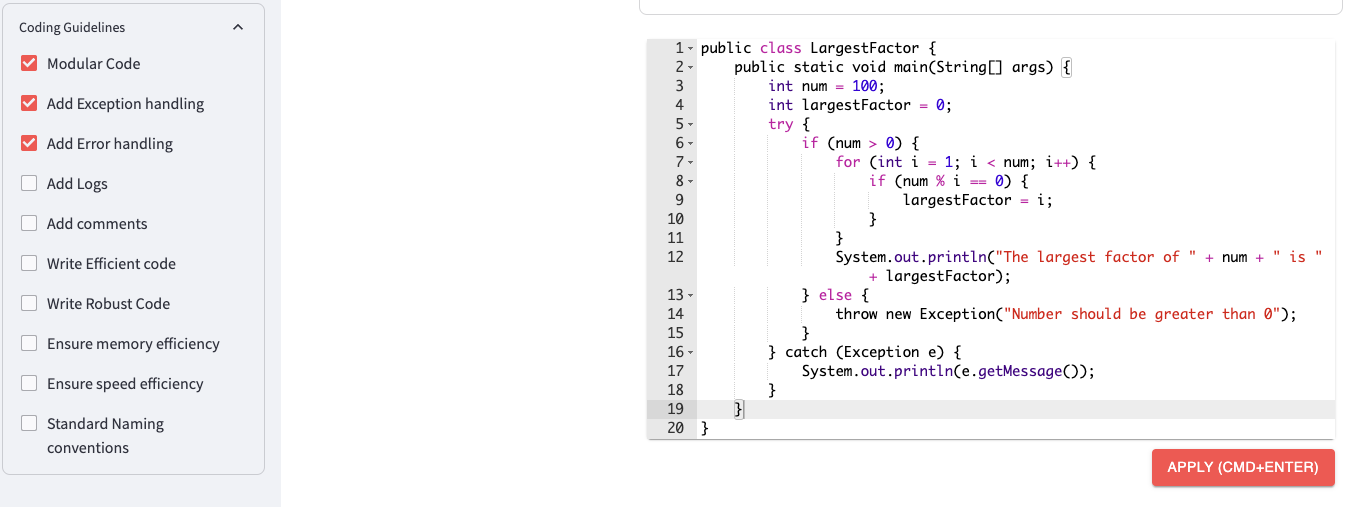 Coding Guidelines
Modular Code
Add Exception handling
Add Error handling
Add Logs
Add comments
Write Efficient code
Write Robust Code
Ensure memory efficiency
Ensure speed efficiency
Standard Naming
conventions
1 public class LargestFactor {
2 public static void main(String[] args) {
3 int num = 100;
4 int largestFactor = 0;
5 try {
6 if (num > 0) {
7 for (int i = 1; i < num; i++) {
8 if (num % i == 0) {
9 largestFactor = i;
10 }
11 }
12 System.out.println("The largest factor of " + num + " is "
+ largestFactor);
13 } else {
14 throw new Exception("Number should be greater than 0");
15 }
16 } catch (Exception e) {
17 System.out.println(e.getMessage());
18 }
19 }
20 }
APPLY (CMD+ENTER)